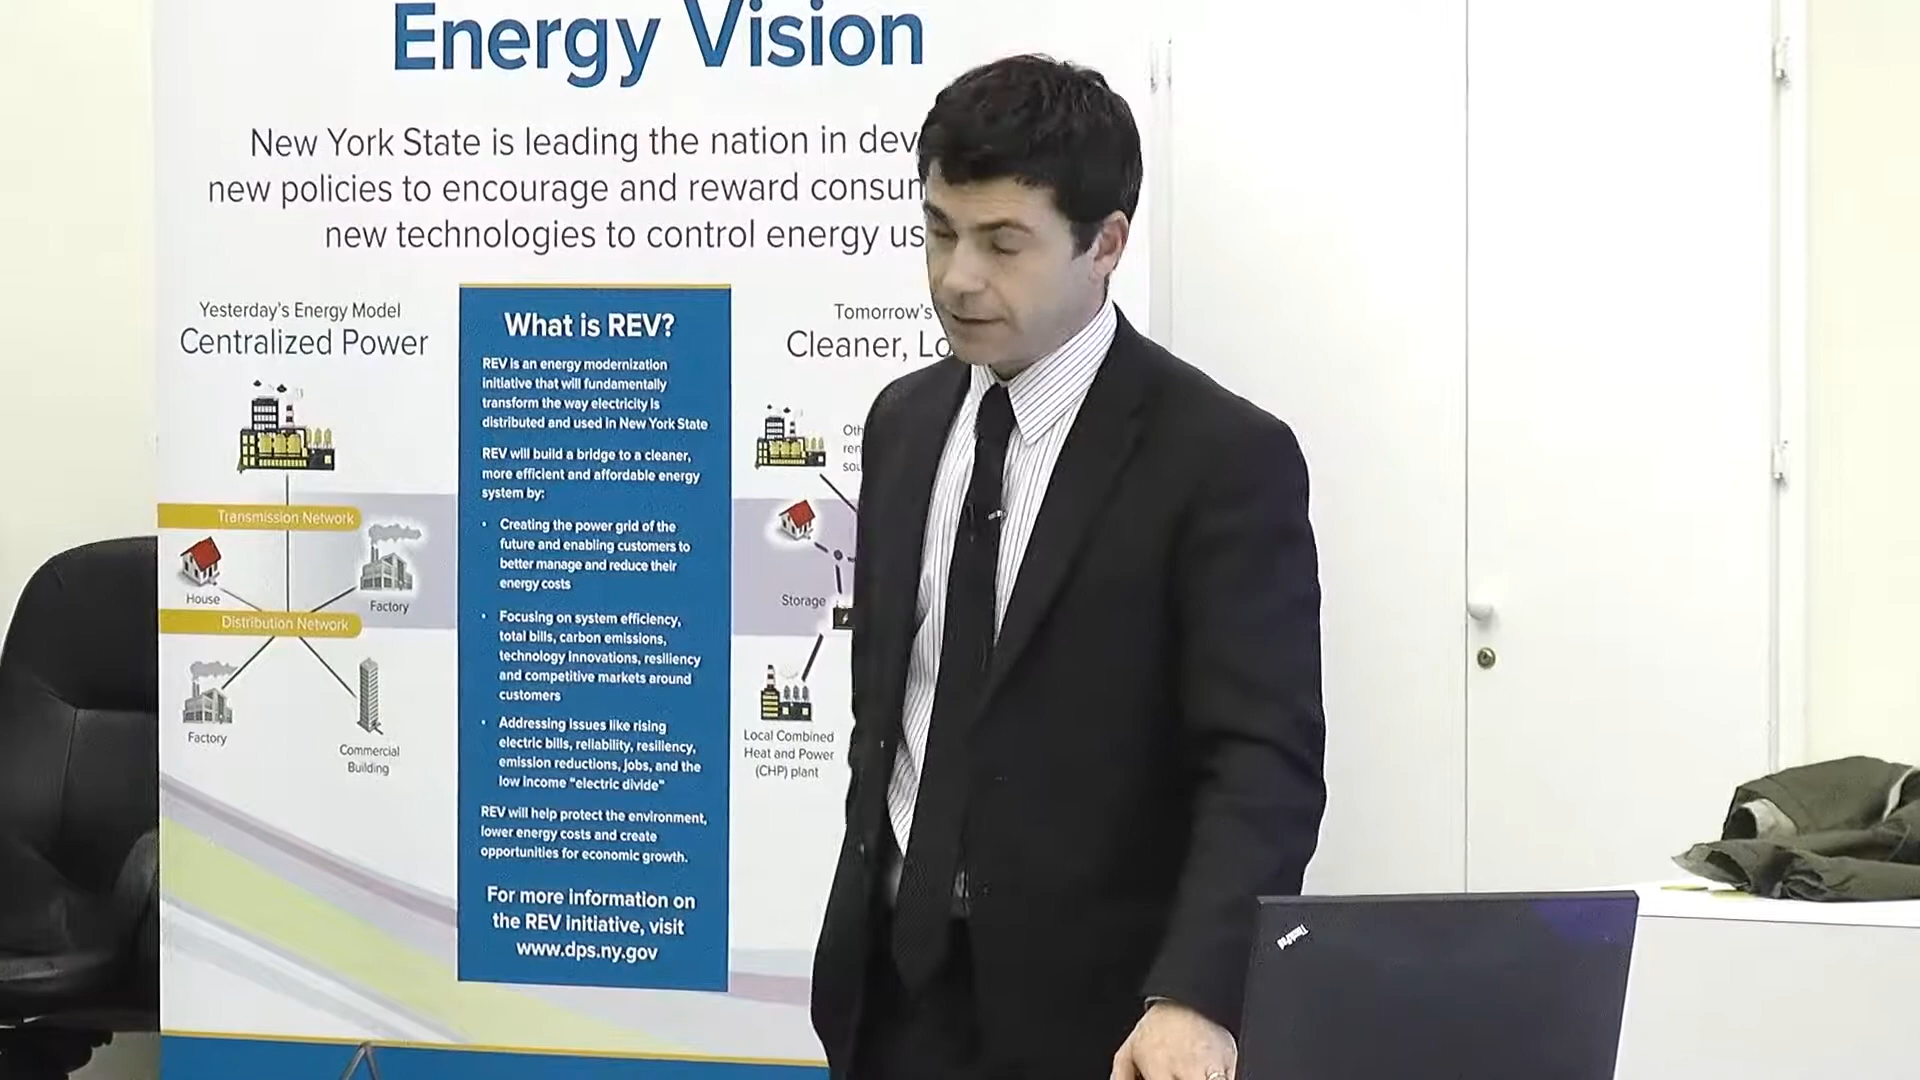 Energy Vision
New York State is leading the nation in dev
new policies to encourage and reward consun
new technologies to control energy us
Yesterday's Energy Model
Centralized Power
Transmission Network
House
Factory
Distribution Network
Factory
Commercial
Building
What is REV?
REV is an energy modernization
initiative that will fundamentally
transform the way electricity is
distributed and used in New York State
REV will build a bridge to a cleaner,
more efficient and affordable energy
system by:
• Creating the power grid of the
future and enabling customers to
better manage and reduce their
energy costs
• Focusing on system efficiency,
total bills, carbon emissions,
technology innovations, resiliency
and competitive markets around
customers
• Addressing issues like rising
electric bills, reliability, resiliency,
emission reductions, jobs, and the
low income "electric divide"
REV will help protect the environment,
lower energy costs and create
opportunities for economic growth.
For more information on
the REV initiative, visit
www.dps.ny.gov
Tomorrow's
Cleaner, Lo
Oth
ren
sou
Storage
Local Combined
Heat and Power
(CHP) plant
ThinkPad